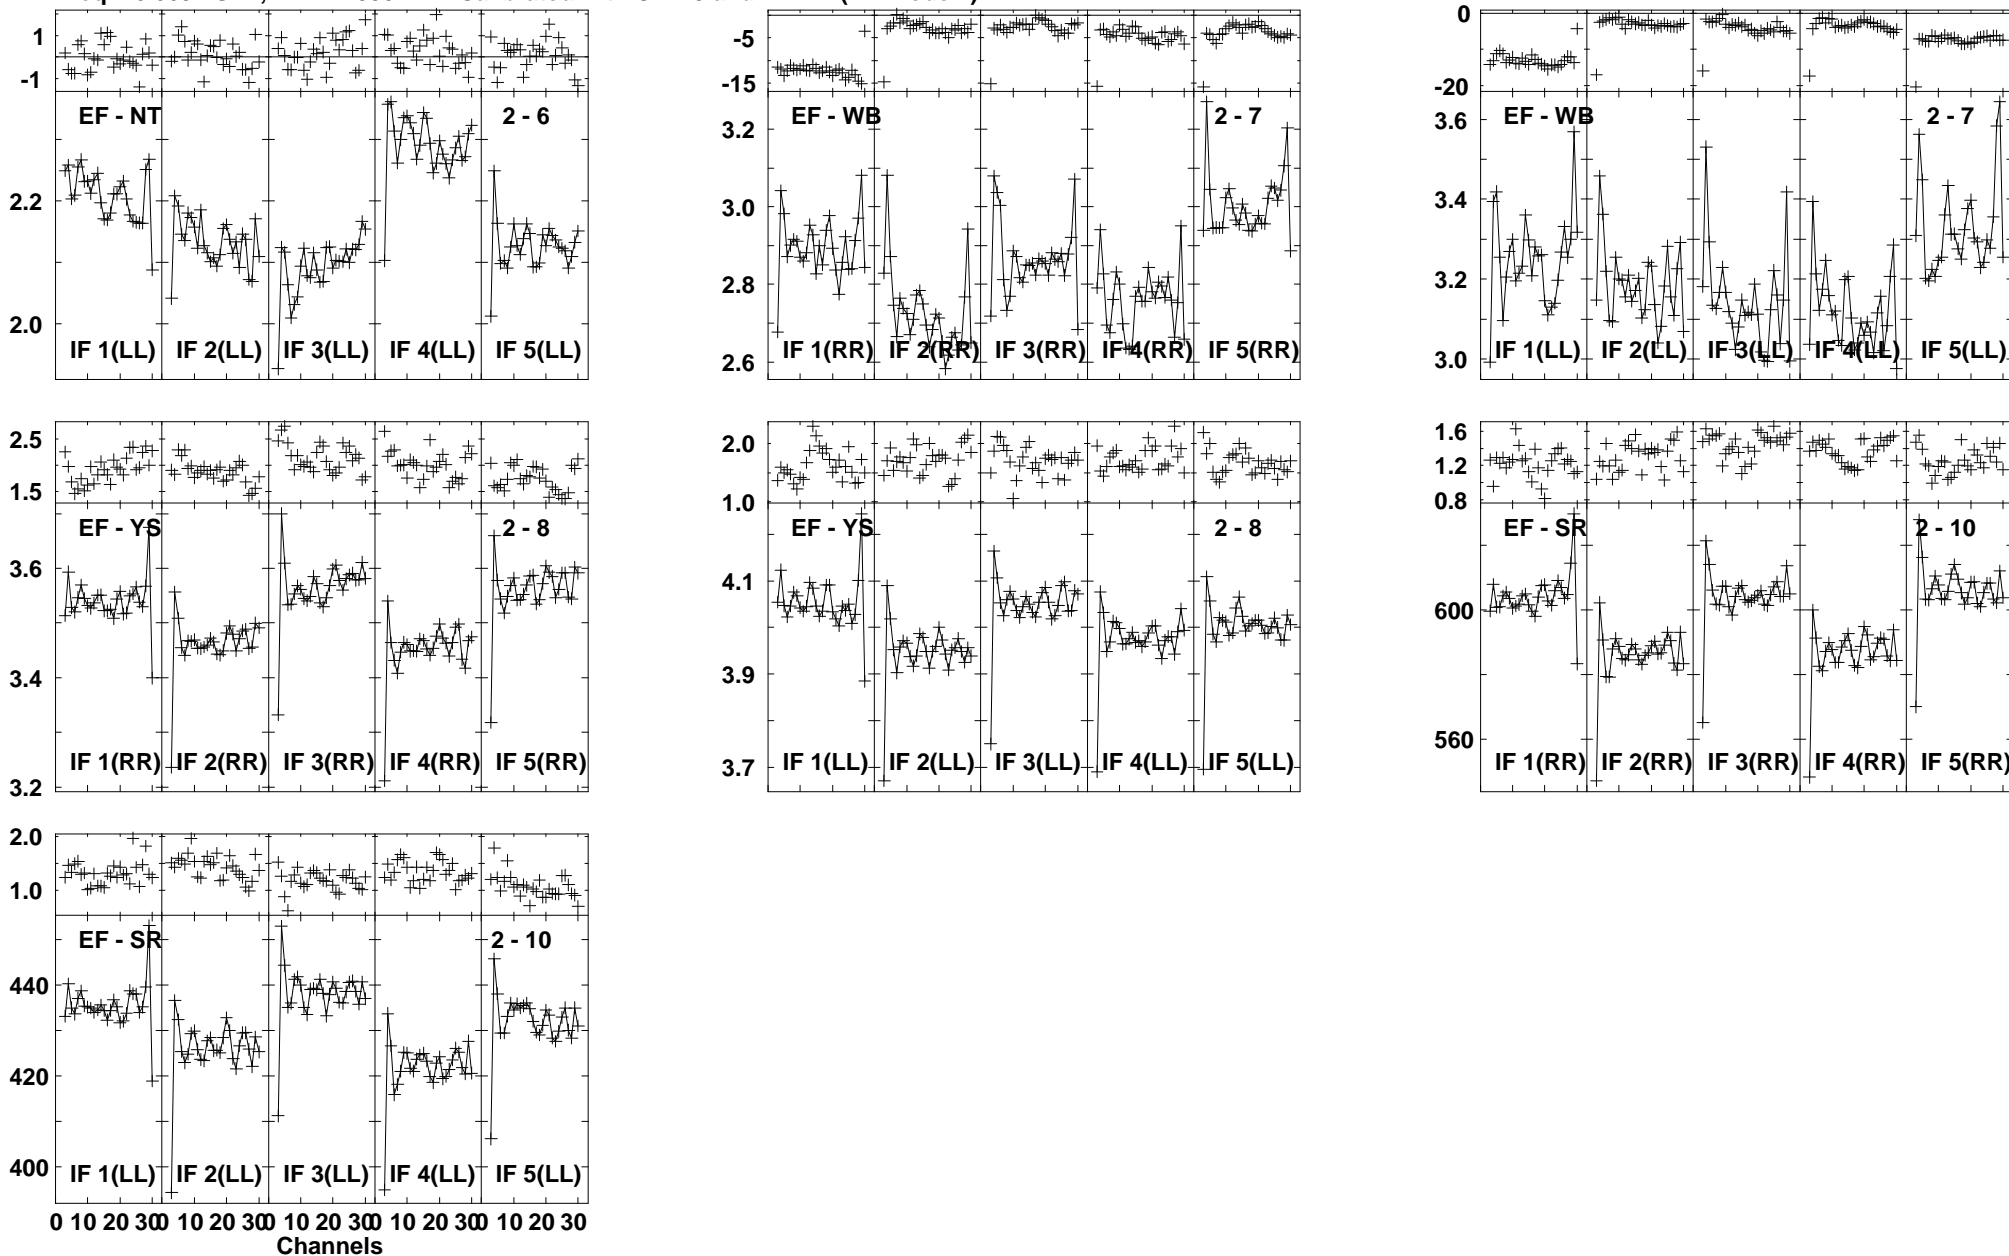 1
-1
EF - NT 2 - 6
2.2
2.0
IF 1(LL) IF 2(LL) IF 3(LL) IF 4(LL) IF 5(LL)
-5
-15
EF - WB 2 - 7
3.2
3.0
2.8
2.6
IF 1(RR) IF 2(RR) IF 3(RR) IF 4(RR) IF 5(RR)
0
-20
EF - WB 2 - 7
3.6
3.4
3.2
3.0
IF 1(LL) IF 2(LL) IF 3(LL) IF 4(LL) IF 5(LL)
2.5
1.5
EF - YS 2 - 8
3.6
3.4
3.2
IF 1(RR) IF 2(RR) IF 3(RR) IF 4(RR) IF 5(RR)
2.0
1.0
EF - YS 2 - 8
4.1
3.9
3.7
IF 1(LL) IF 2(LL) IF 3(LL) IF 4(LL) IF 5(LL)
1.6
1.2
0.8
EF - SR 2 - 10
600
560
IF 1(RR) IF 2(RR) IF 3(RR) IF 4(RR) IF 5(RR)
2.0
1.0
EF - SR 2 - 10
440
420
400
IF 1(LL) IF 2(LL) IF 3(LL) IF 4(LL) IF 5(LL)
0 10 20 30 0 10 20 30 0 10 20 30 0 10 20 30 0 10 20 30
Channels